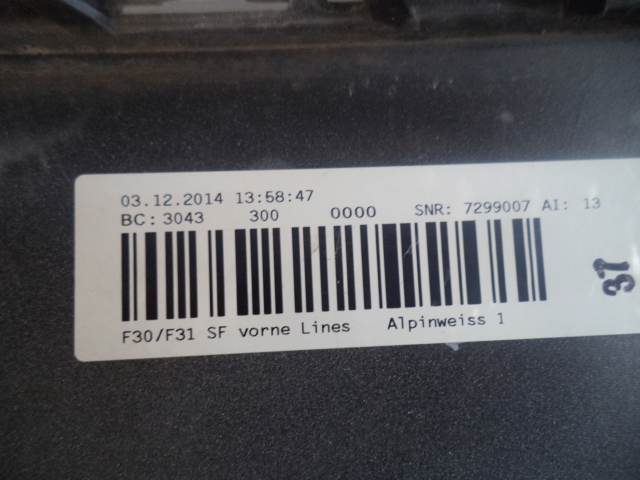 03.12.2014 13:58:47
BC: 3043 300 0000 SNR: 7299007 AI: 13
F30/F31 SF vorne Lines Alpinweiss 1
37